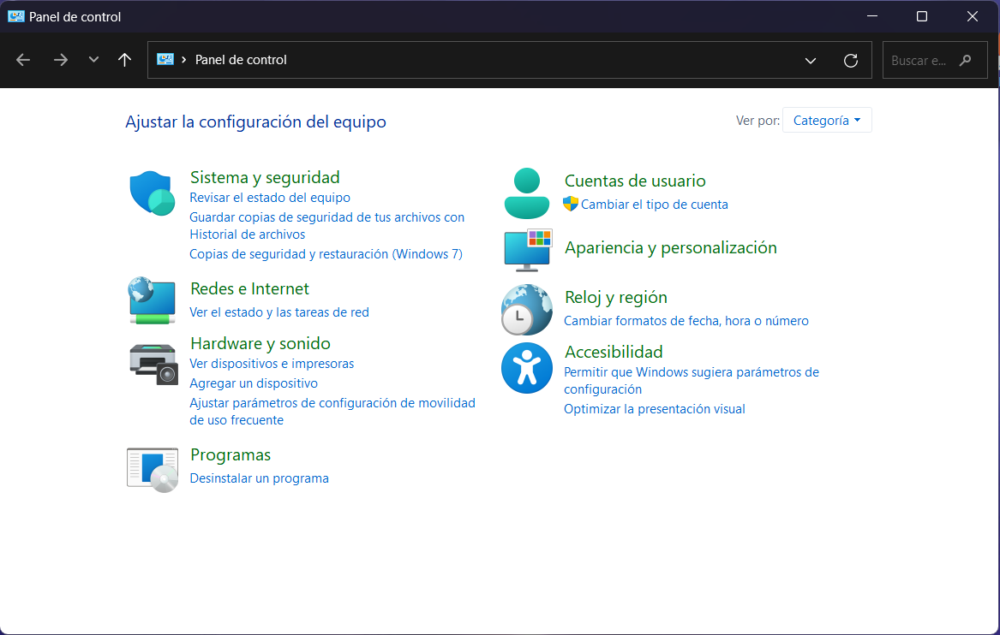 Panel de control
Panel de control
Buscar e...
Ajustar la configuración del equipo
Ver por:
Categoría
Sistema y seguridad
Revisar el estado del equipo
Guardar copias de seguridad de tus archivos con
Historial de archivos
Copias de seguridad y restauración (Windows 7)
Redes e Internet
Ver el estado y las tareas de red
Hardware y sonido
Ver dispositivos e impresoras
Agregar un dispositivo
Ajustar parámetros de configuración de movilidad
de uso frecuente
Programas
Desinstalar un programa
Cuentas de usuario
Cambiar el tipo de cuenta
Apariencia y personalización
Reloj y región
Cambiar formatos de fecha, hora o número
Accesibilidad
Permitir que Windows sugiera parámetros de
configuración
Optimizar la presentación visual